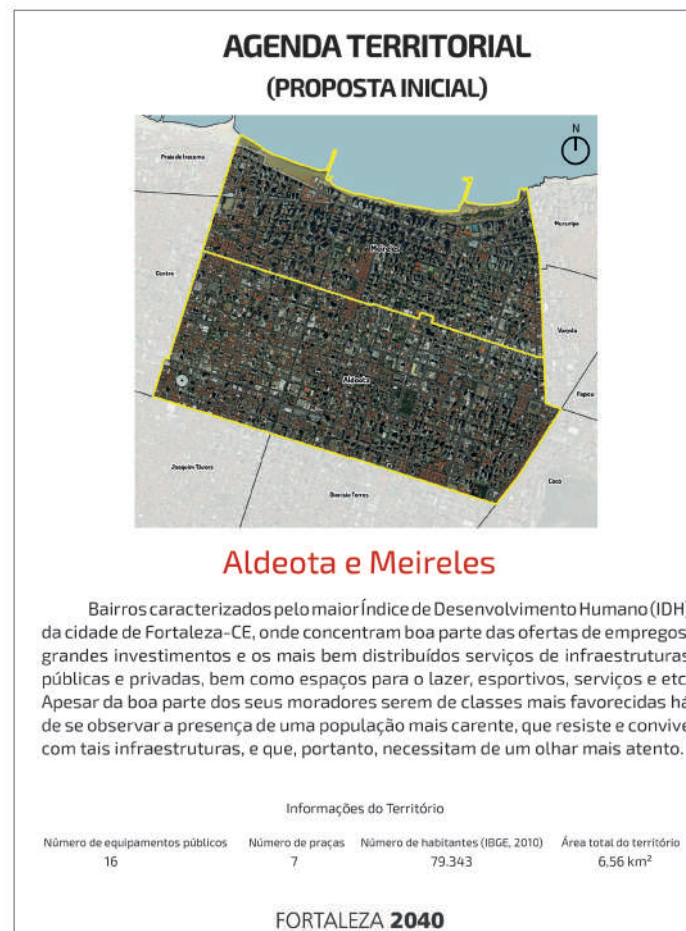 AGENDA TERRITORIAL
(PROPOSTA INICIAL)
N
Praia de Iracema
Mucuripe
Meireles
Centro
Varjota
Aldeota
Papicu
Joaquim Távora
Dionísio Torres
Cocó
Aldeota e Meireles
Bairros caracterizados pelo maior Índice de Desenvolvimento Humano (IDH)
da cidade de Fortaleza-CE, onde concentram boa parte das ofertas de empregos
grandes investimentos e os mais bem distribuídos serviços de infraestruturas
públicas e privadas, bem como espaços para o lazer, esportivos, serviços e etc
Apesar da boa parte dos seus moradores serem de classes mais favorecidas há
de se observar a presença de uma população mais carente, que resiste e convive
com tais infraestruturas, e que, portanto, necessitam de um olhar mais atento.
Informações do Território
Número de equipamentos públicos Número de praças Número de habitantes (IBGE, 2010) Área total do território
16 7 79.343 6,56 km²
FORTALEZA 2040